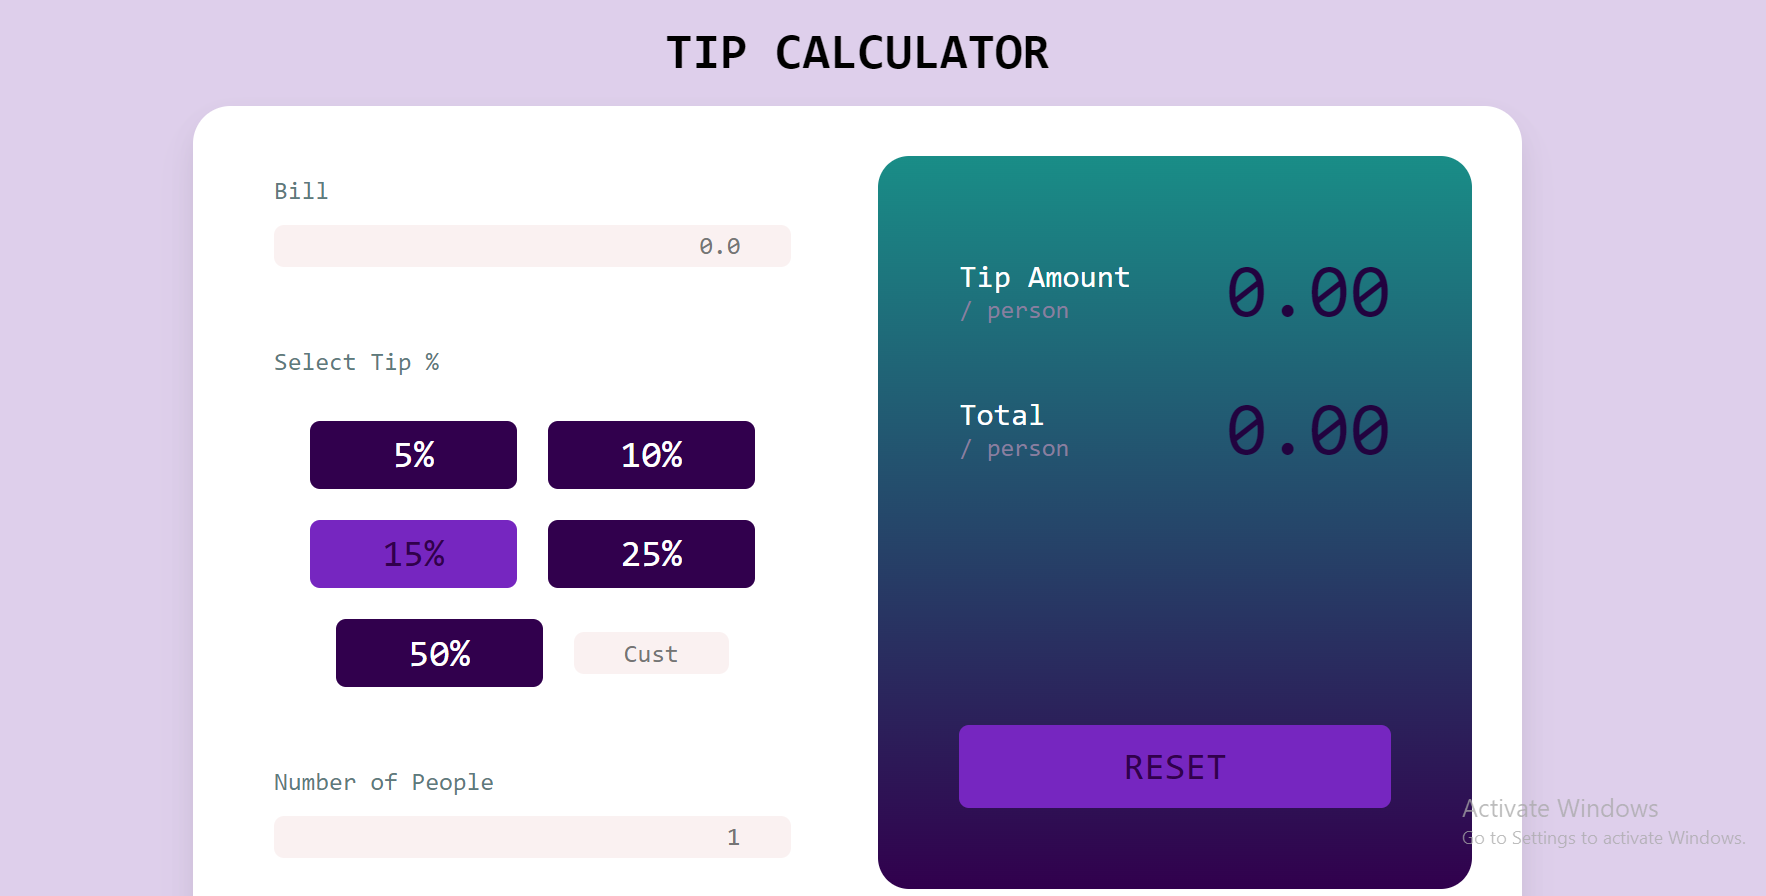 TIP CALCULATOR
Bill
0.0
Select Tip %
5%
10%
15%
25%
50%
Cust
Number of People
1
Tip Amount
/ person
0.00
Total
/ person
0.00
RESET
Activate Windows
Go to Settings to activate Windows.